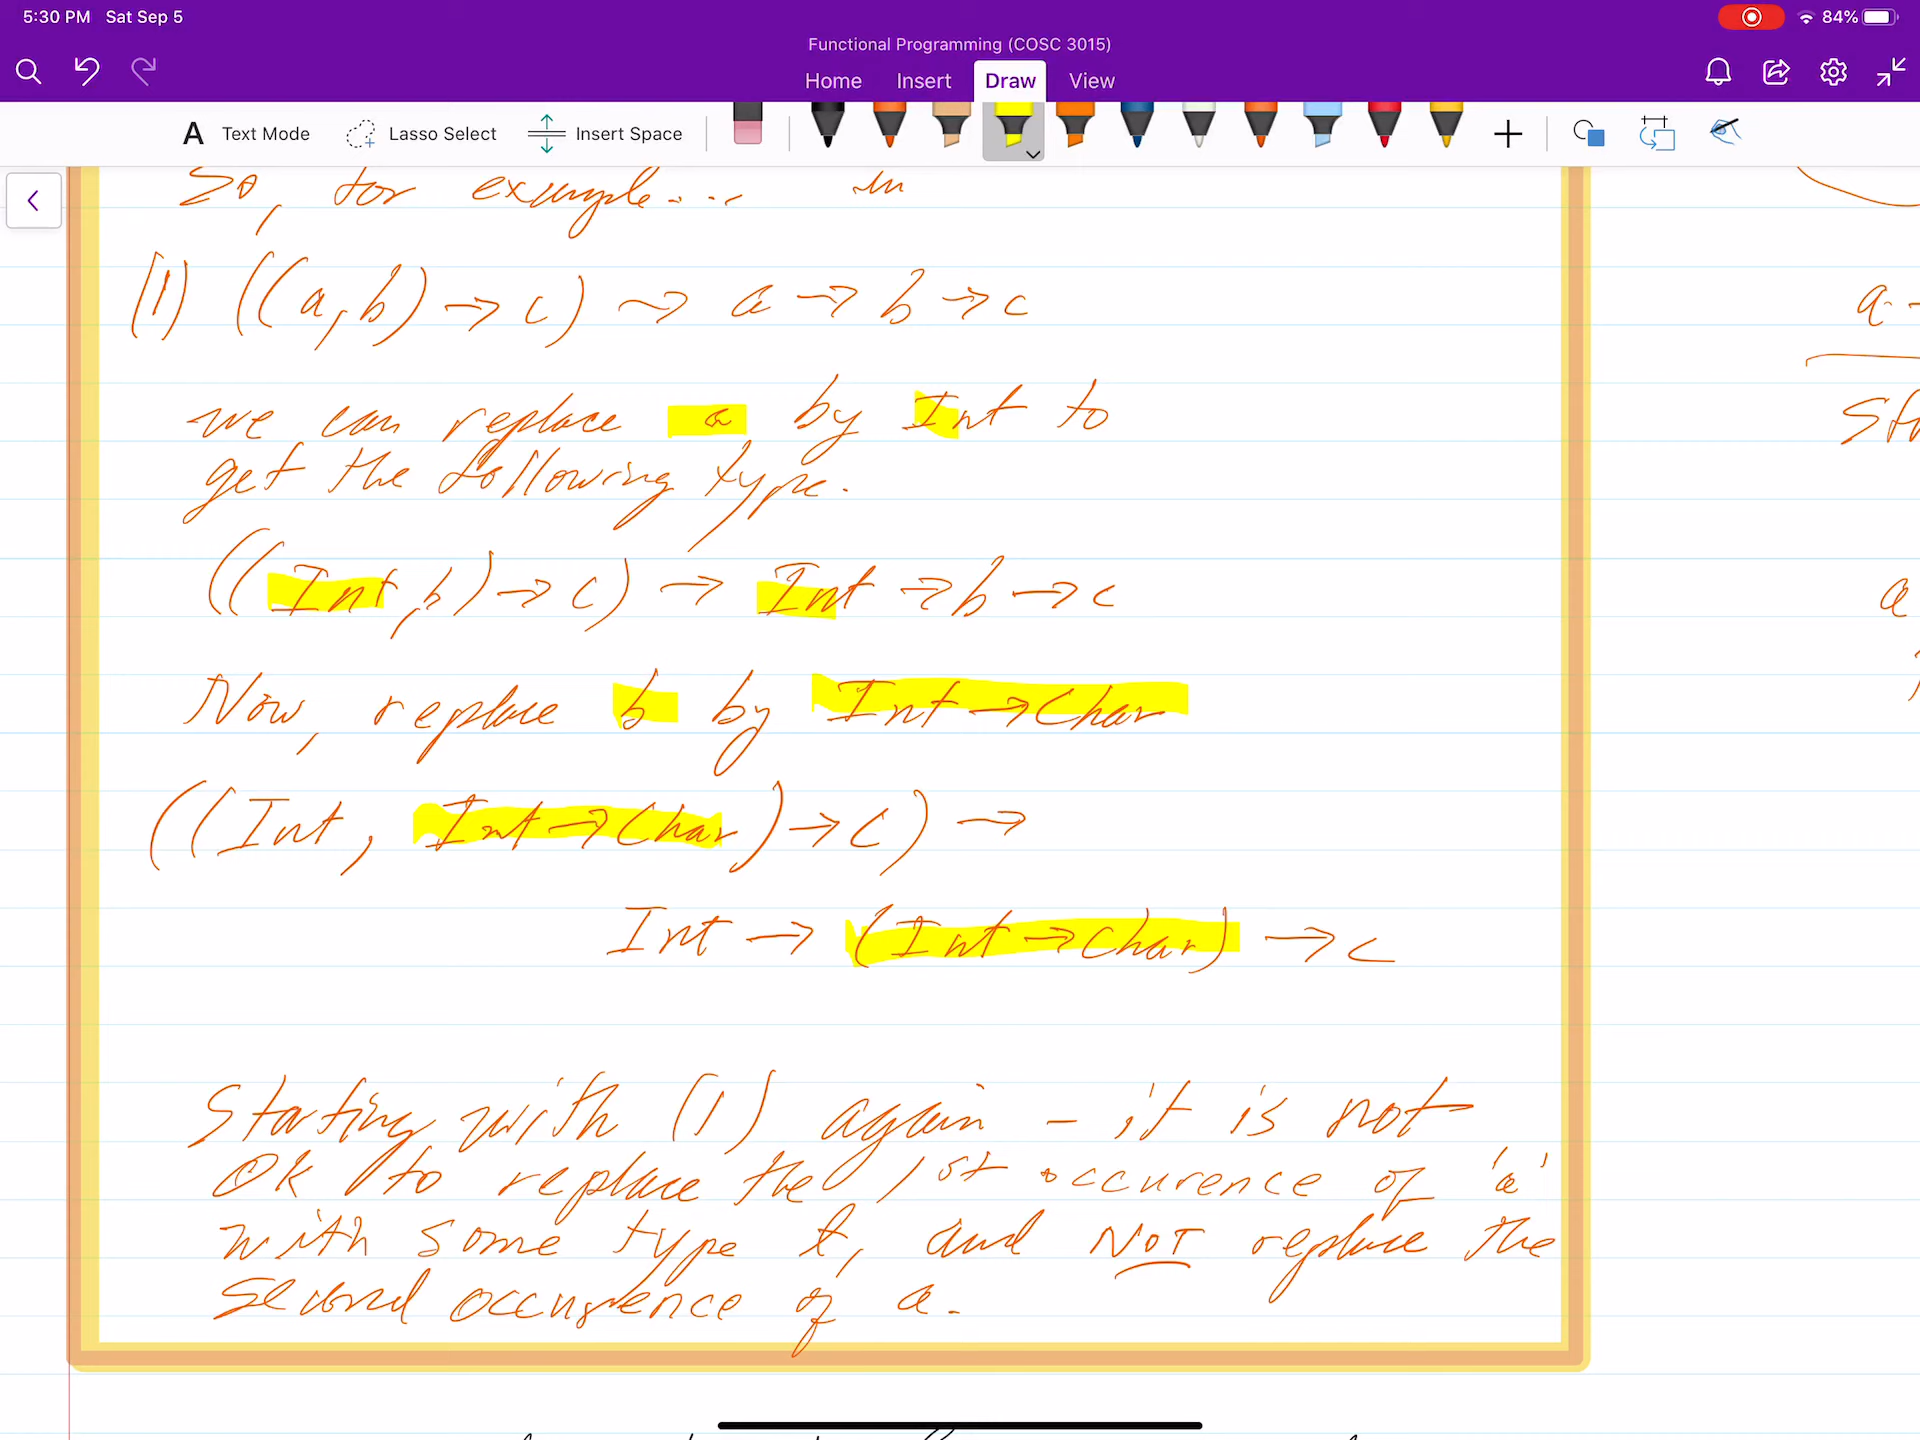 5:30 PM Sat Sep 5
84%
Functional Programming (COSC 3015)
Home Insert Draw View
A Text Mode Lasso Select Insert Space
So, for example... in
(1) ((a,b) → c) → a → b → c
we can replace a by Int to
get the following type.
((Int,b) → c) → Int → b → c
Now, replace b by Int → Char
((Int, Int → Char) → c) →
Int → (Int → Char) → c
Starting with (1) again - it is not
OK to replace the 1st occurence of 'a'
with some type t, and NOT replace the
second occurrence of a.
a
a